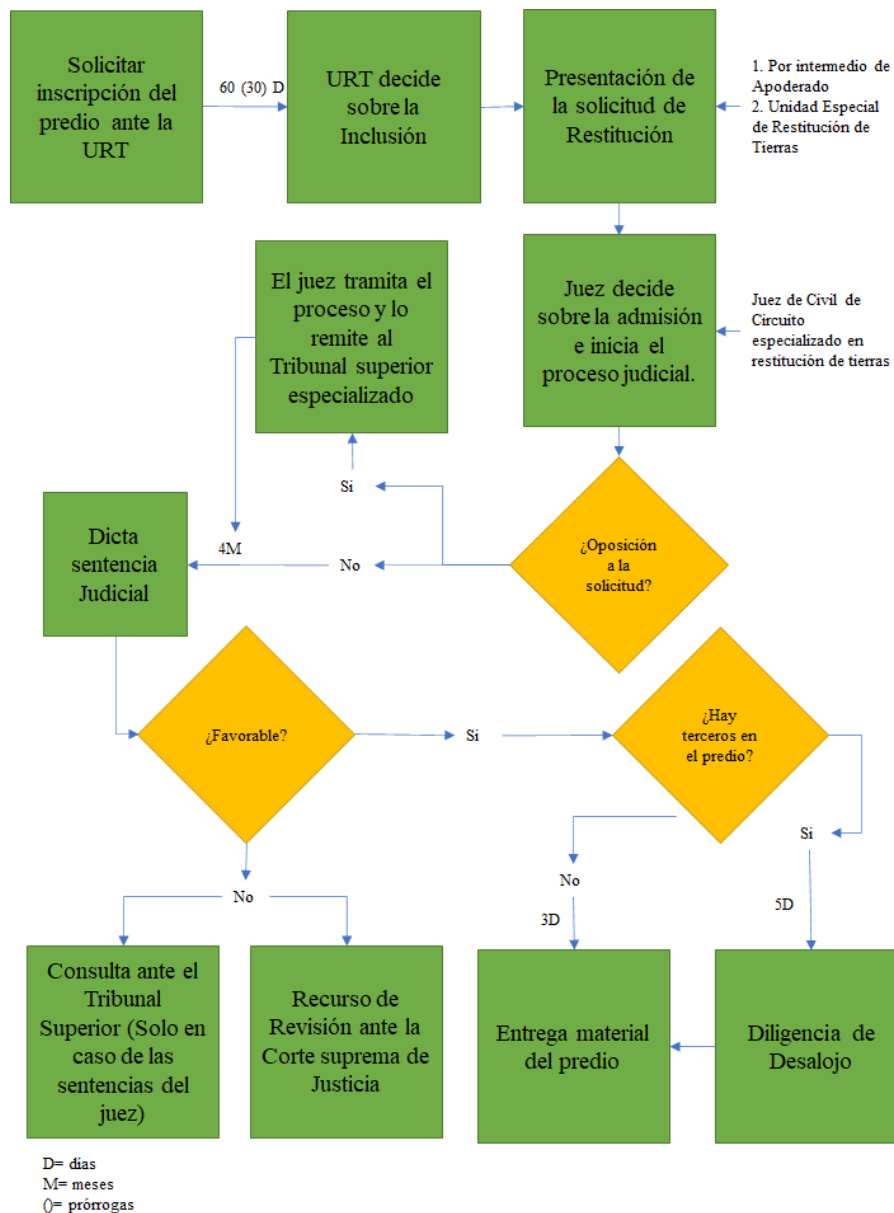 Solicitar
inscripción del
predio ante la
URT
60 (30) D
URT decide
sobre la
Inclusión
Presentación de
la solicitud de
Restitución
1. Por intermedio de
Apoderado
2. Unidad Especial
de Restitución de
Tierras
El juez tramita el
proceso y lo
remite al
Tribunal superior
especializado
Juez decide
sobre la admisión
e inicia el
proceso judicial.
Juez de Civil de
Circuito
especializado en
restitución de tierras
Si
¿Oposición
a la
solicitud?
No
4M
Dicta
sentencia
Judicial
¿Favorable?
Si
¿Hay
terceros en
el predio?
Si
No
No
3D
5D
Consulta ante el
Tribunal
Superior (Solo en
caso de las
sentencias del
juez)
Recurso de
Revisión ante la
Corte suprema de
Justicia
Entrega material
del predio
Diligencia de
Desalojo
D= días
M= meses
()= prórrogas